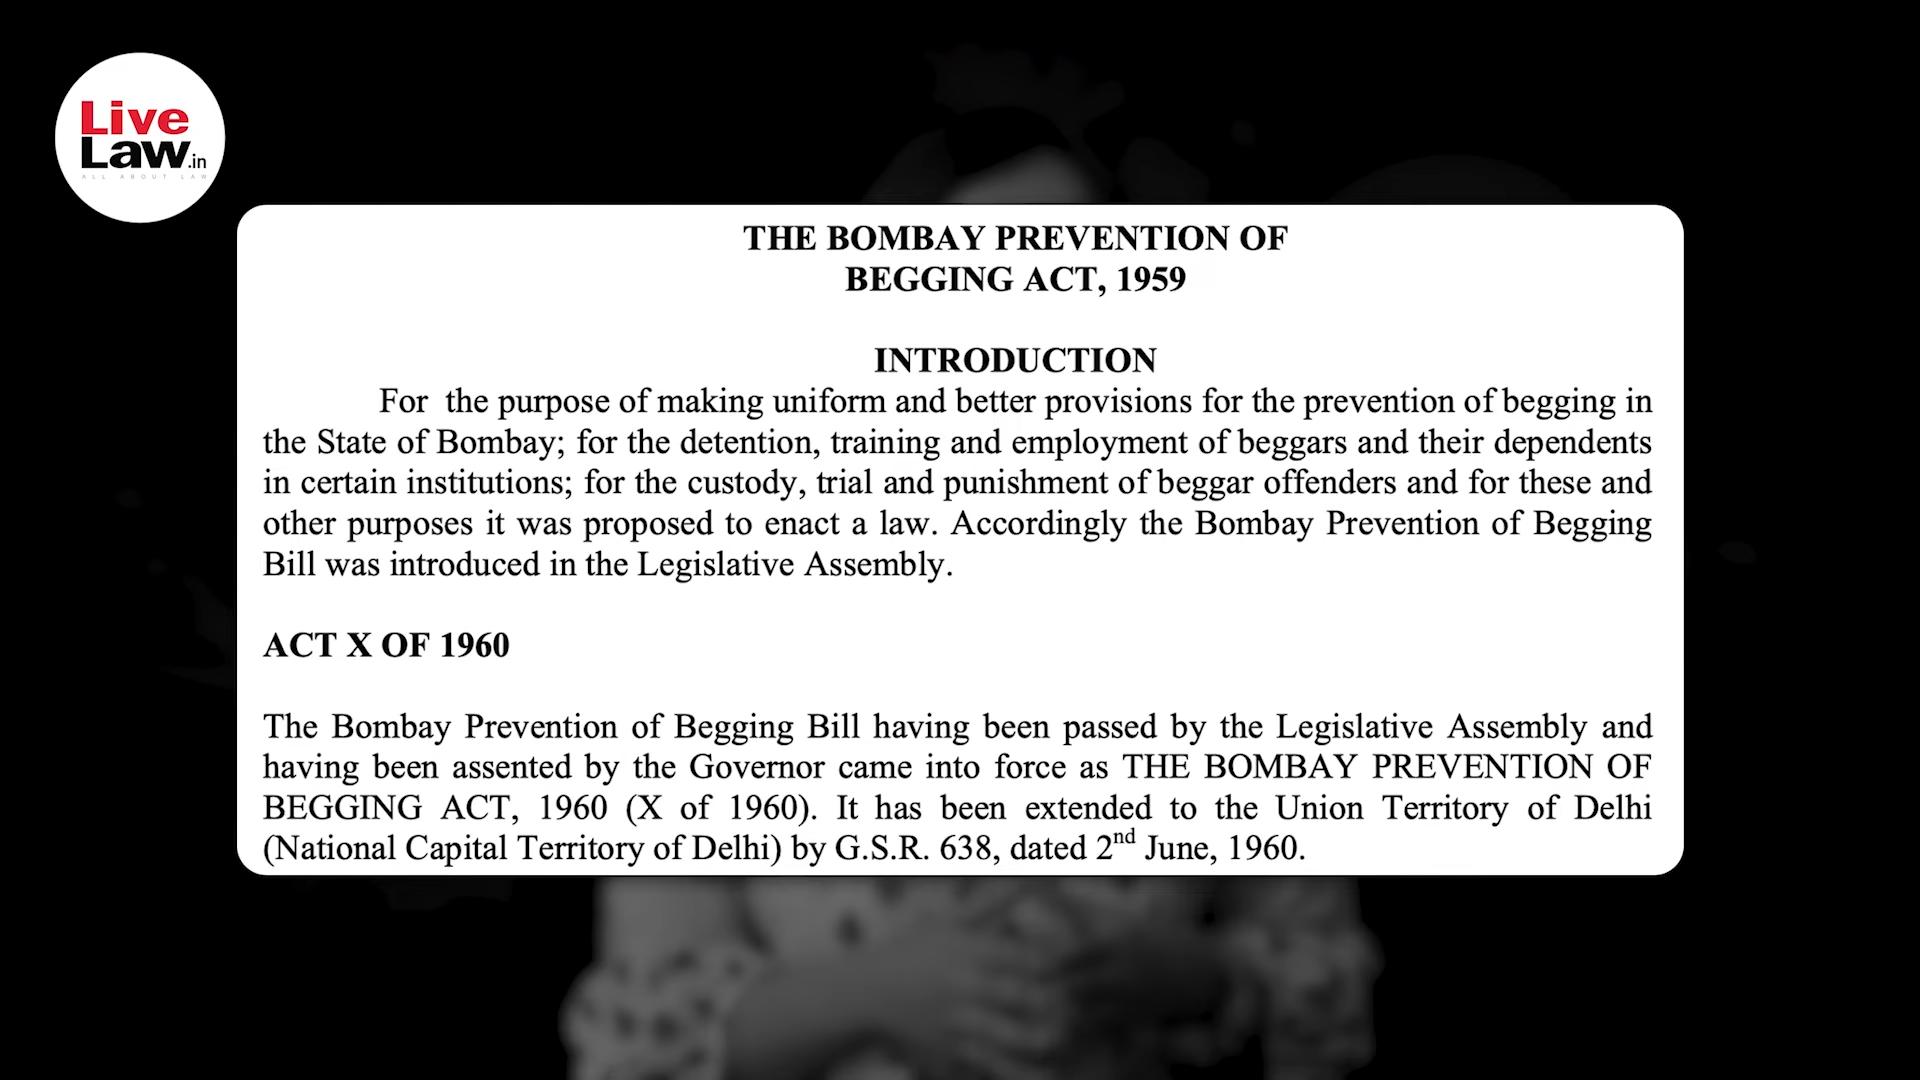 Live
Law.in
ALL ABOUT LAW
THE BOMBAY PREVENTION OF
BEGGING ACT, 1959
INTRODUCTION
For the purpose of making uniform and better provisions for the prevention of begging in
the State of Bombay; for the detention, training and employment of beggars and their dependents
in certain institutions; for the custody, trial and punishment of beggar offenders and for these and
other purposes it was proposed to enact a law. Accordingly the Bombay Prevention of Begging
Bill was introduced in the Legislative Assembly.
ACT X OF 1960
The Bombay Prevention of Begging Bill having been passed by the Legislative Assembly and
having been assented by the Governor came into force as THE BOMBAY PREVENTION OF
BEGGING ACT, 1960 (X of 1960). It has been extended to the Union Territory of Delhi
(National Capital Territory of Delhi) by G.S.R. 638, dated 2nd June, 1960.